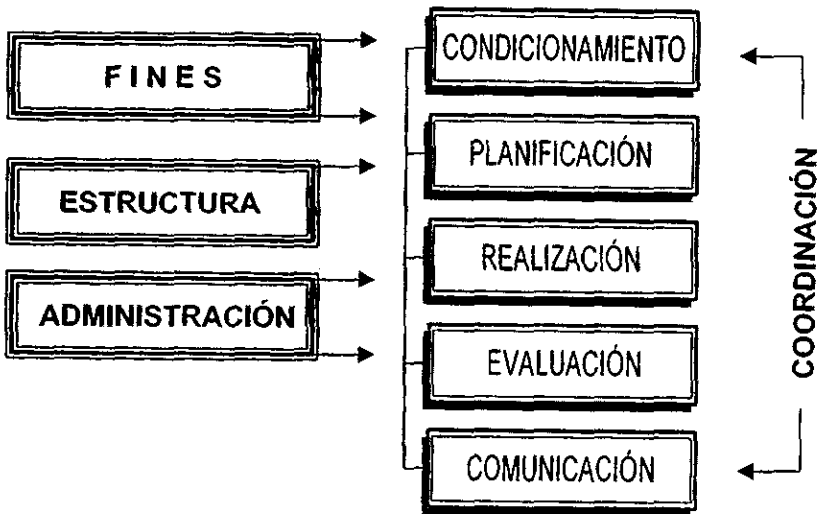 FINES
ESTRUCTURA
ADMINISTRACIÓN
CONDICIONAMIENTO
PLANIFICACIÓN
REALIZACIÓN
EVALUACIÓN
COMUNICACIÓN
COORDINACIÓN